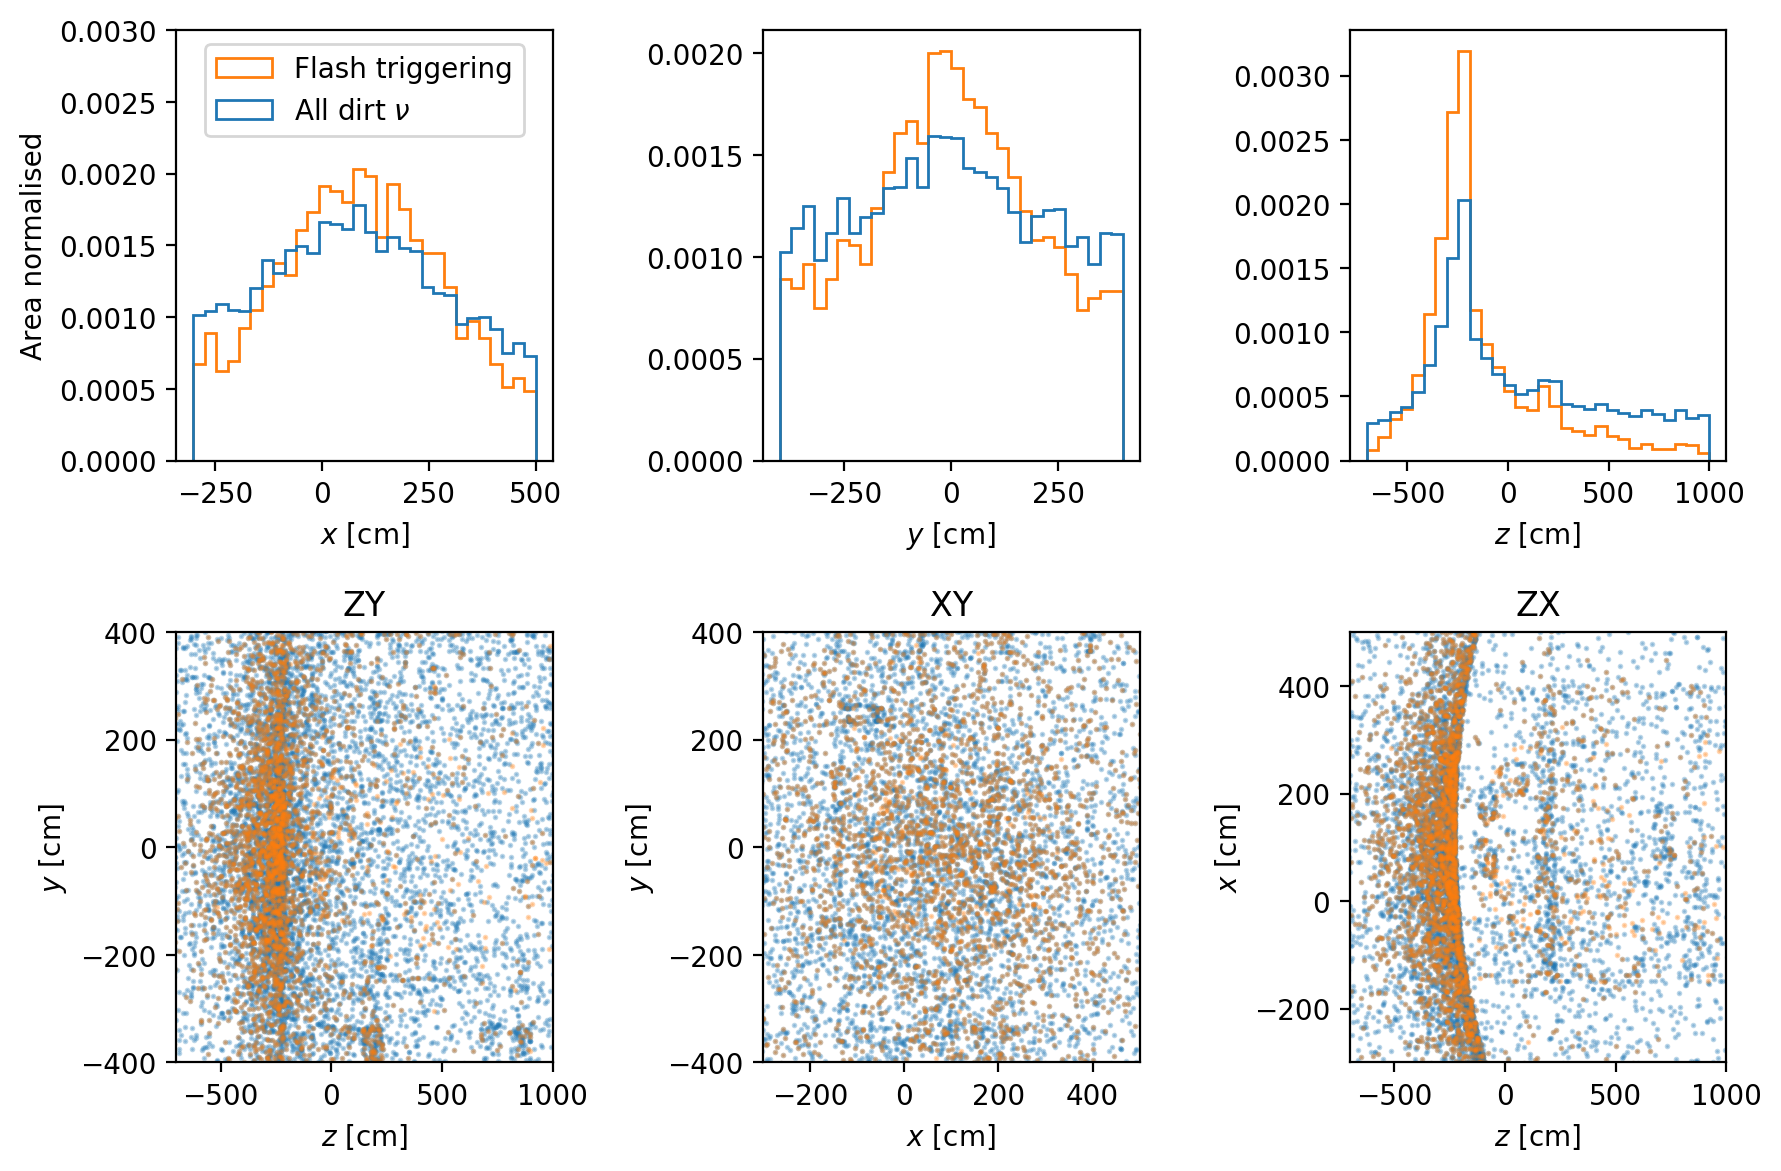 Area normalised
0.0030
0.0025
0.0020
0.0015
0.0010
0.0005
0.0000
Flash triggering
All dirt ν
−250 0 250 500
x [cm]
0.0020
0.0015
0.0010
0.0005
0.0000
−250 0 250
y [cm]
0.0030
0.0025
0.0020
0.0015
0.0010
0.0005
0.0000
−500 0 500 1000
z [cm]
ZY
y [cm]
400
200
0
−200
−400
−500 0 500 1000
z [cm]
XY
y [cm]
400
200
0
−200
−400
−200 0 200 400
x [cm]
ZX
x [cm]
400
200
0
−200
−500 0 500 1000
z [cm]